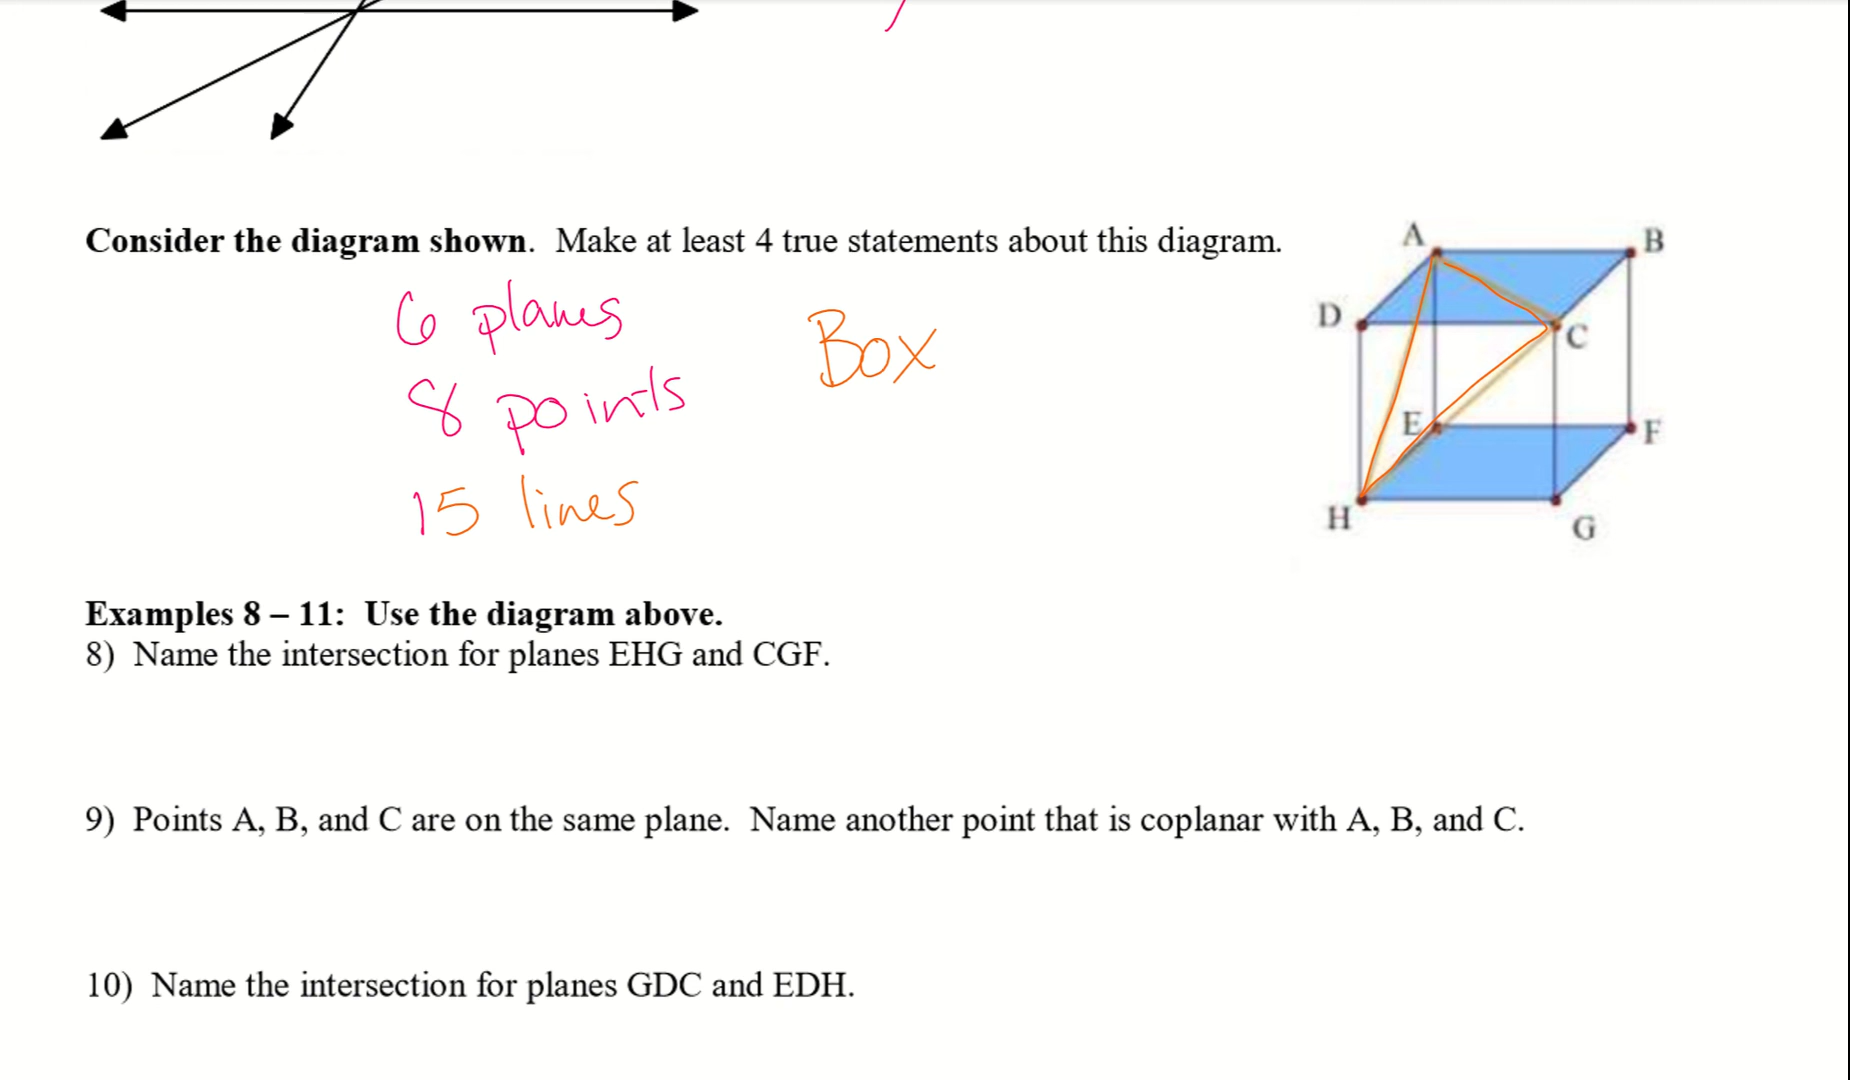 Consider the diagram shown. Make at least 4 true statements about this diagram.
6 planes
8 points
15 lines
Box
A
B
D
C
E
F
H
G
Examples 8 – 11: Use the diagram above.
8) Name the intersection for planes EHG and CGF.
9) Points A, B, and C are on the same plane. Name another point that is coplanar with A, B, and C.
10) Name the intersection for planes GDC and EDH.